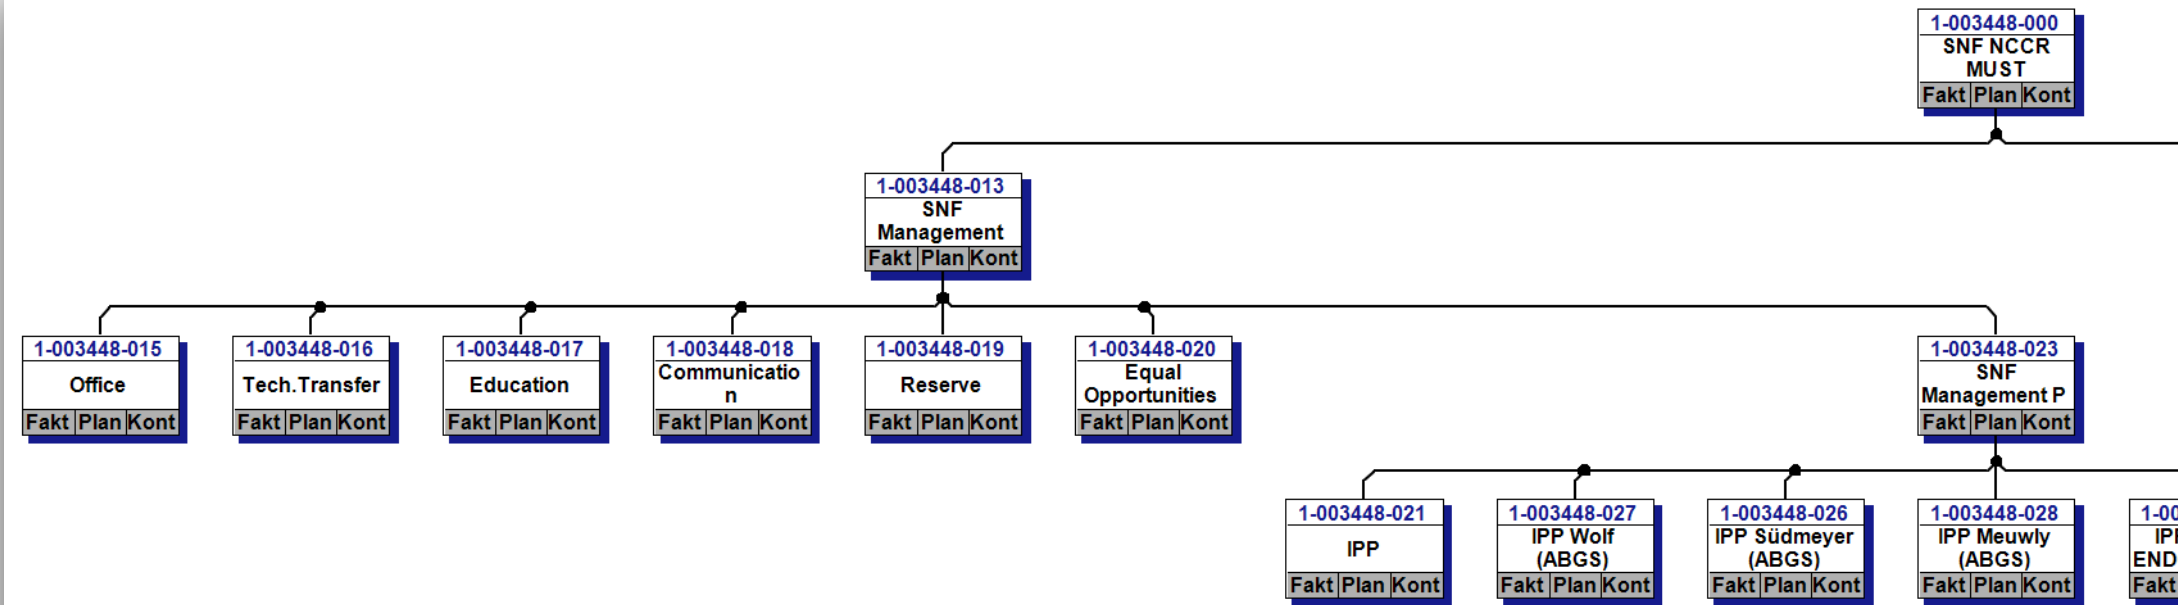 1-003448-000
SNF NCCR
MUST
Fakt Plan Kont
1-003448-013
SNF
Management
Fakt Plan Kont
1-003448-015
Office
Fakt Plan Kont
1-003448-016
Tech.Transfer
Fakt Plan Kont
1-003448-017
Education
Fakt Plan Kont
1-003448-018
Communicatio
n
Fakt Plan Kont
1-003448-019
Reserve
Fakt Plan Kont
1-003448-020
Equal
Opportunities
Fakt Plan Kont
1-003448-023
SNF
Management P
Fakt Plan Kont
1-003448-021
IPP
Fakt Plan Kont
1-003448-027
IPP Wolf
(ABGS)
Fakt Plan Kont
1-003448-026
IPP Südmeyer
(ABGS)
Fakt Plan Kont
1-003448-028
IPP Meuwly
(ABGS)
Fakt Plan Kont
Fakt